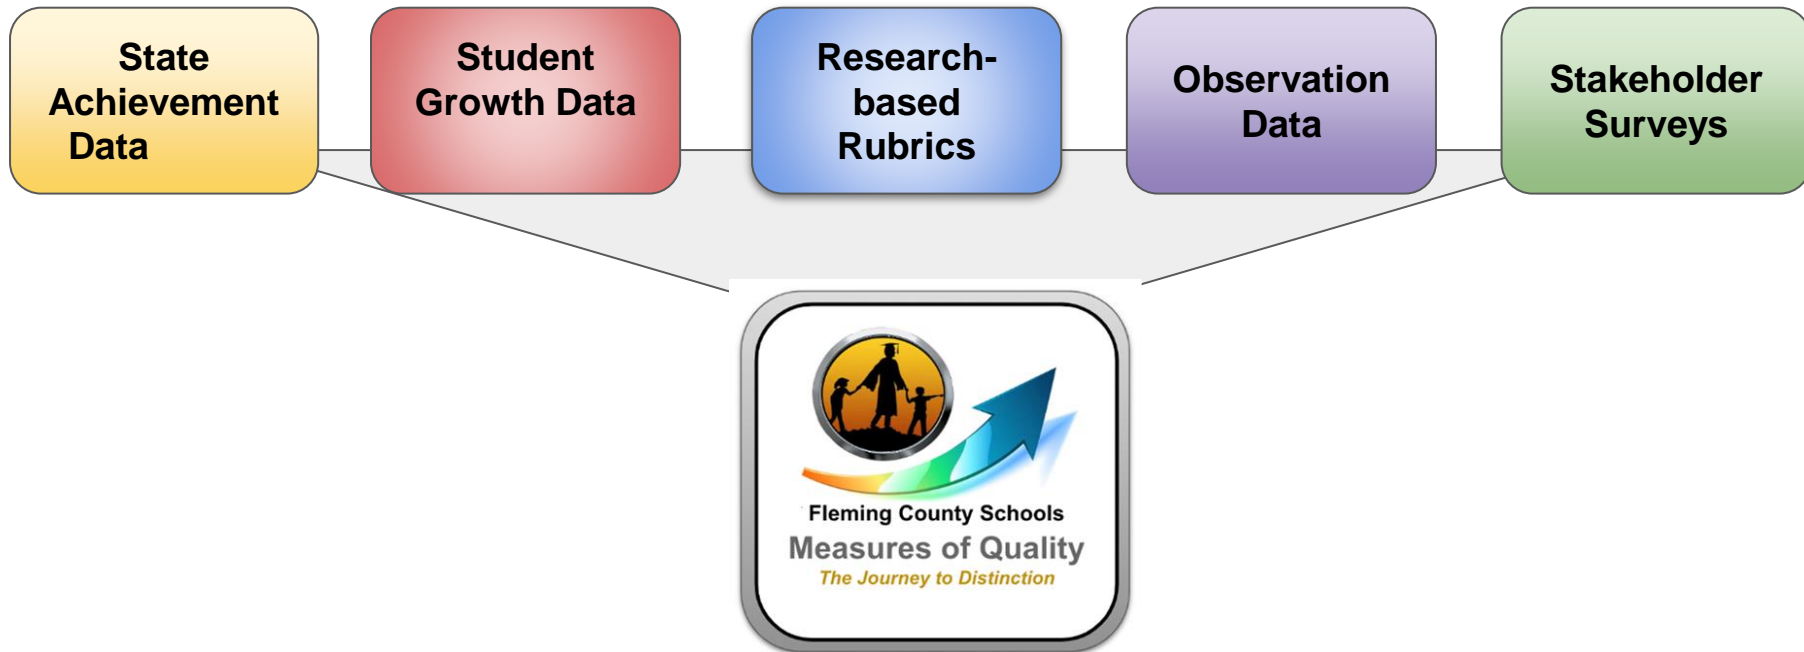 State
Achievement
Data
Student
Growth Data
Research-
based
Rubrics
Observation
Data
Stakeholder
Surveys
Fleming County Schools
Measures of Quality
The Journey to Distinction